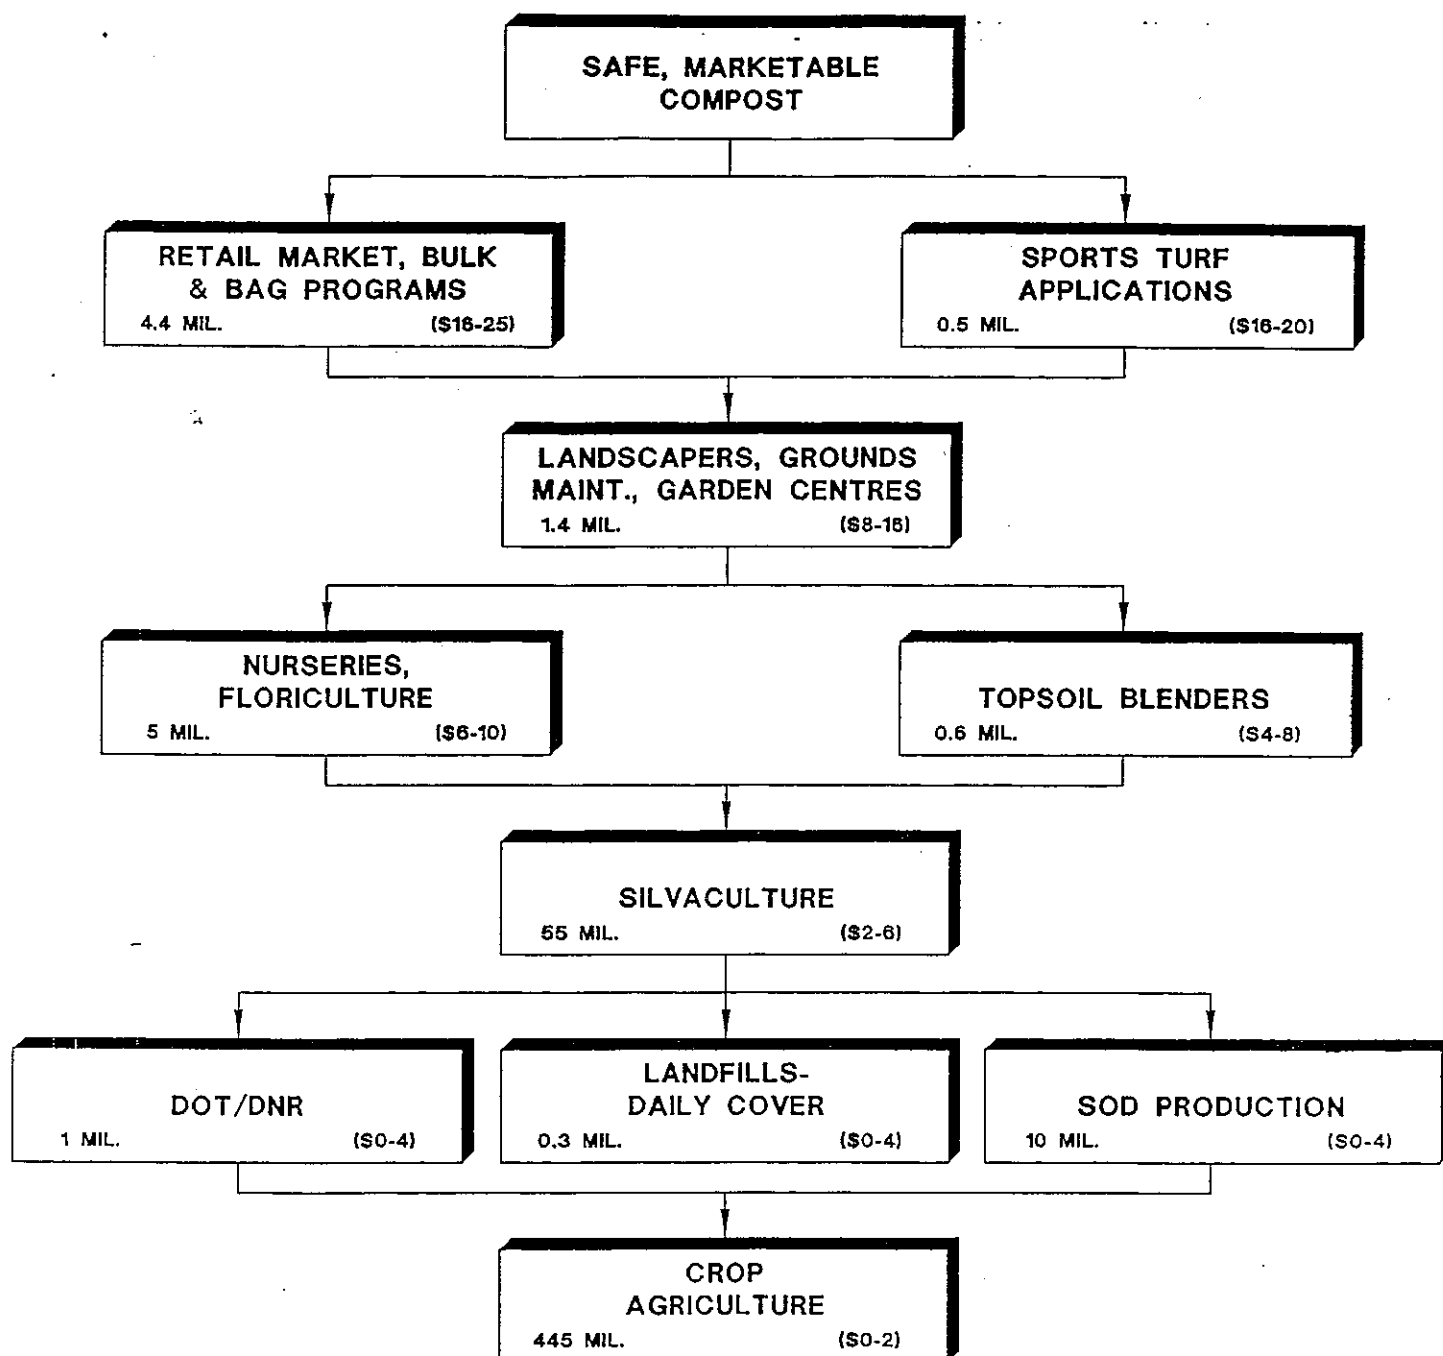 SAFE, MARKETABLE
COMPOST
RETAIL MARKET, BULK
& BAG PROGRAMS
4.4 MIL. ($16-25)
SPORTS TURF
APPLICATIONS
0.5 MIL. ($16-20)
LANDSCAPERS, GROUNDS
MAINT., GARDEN CENTRES
1.4 MIL. ($8-16)
NURSERIES,
FLORICULTURE
5 MIL. ($6-10)
TOPSOIL BLENDERS
0.6 MIL. ($4-8)
SILVACULTURE
55 MIL. ($2-6)
DOT/DNR
1 MIL. ($0-4)
LANDFILLS-
DAILY COVER
0.3 MIL. ($0-4)
SOD PRODUCTION
10 MIL. ($0-4)
CROP
AGRICULTURE
445 MIL. ($0-2)